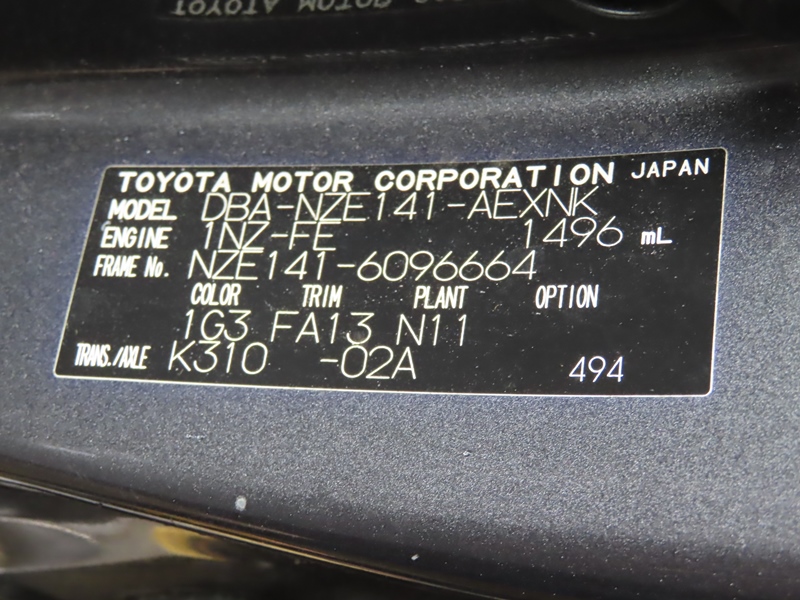 TOYOTA MOTOR CORPORATION JAPAN
MODEL DBA-NZE141-AEXNK
ENGINE 1NZ-FE 1496 mL
FRAME No. NZE141-6096664
COLOR TRIM PLANT OPTION
1G3 FA13 N11
TRANS./AXLE K310 -02A 494